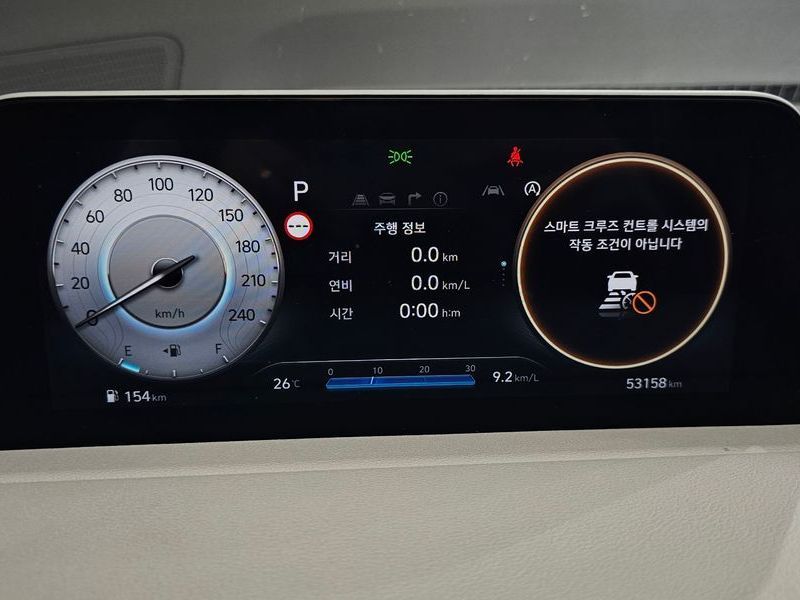 0
20
40
60
80
100
120
150
180
210
240
km/h
E
F
154 km
P
주행 정보
거리 0.0 km
연비 0.0 km/L
시간 0:00 h:m
26℃
0 10 20 30
9.2 km/L
A
스마트 크루즈 컨트롤 시스템의
작동 조건이 아닙니다
53158 km